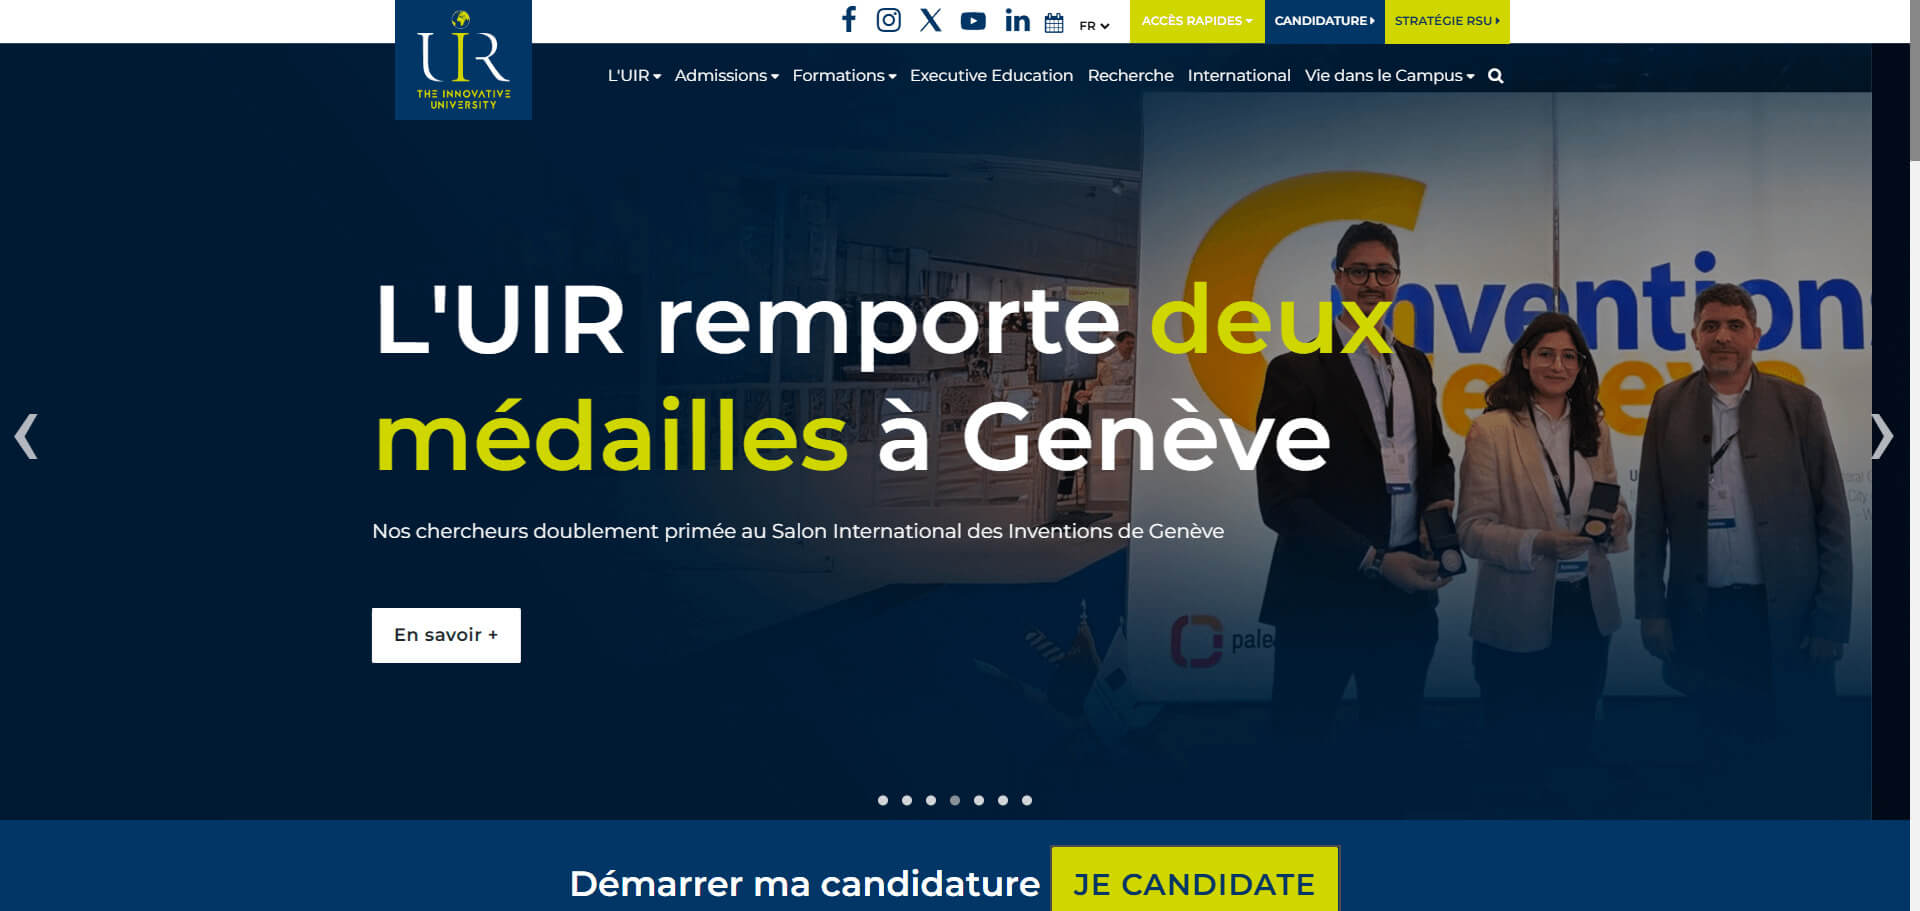 FR
ACCÈS RAPIDES
CANDIDATURE
STRATÉGIE RSU
UIR
THE INNOVATIVE
UNIVERSITY
L'UIR
Admissions
Formations
Executive Education
Recherche
International
Vie dans le Campus
inventions
Geneva
L'UIR remporte deux
médailles à Genève
Nos chercheurs doublement primée au Salon International des Inventions de Genève
En savoir +
Démarrer ma candidature
JE CANDIDATE